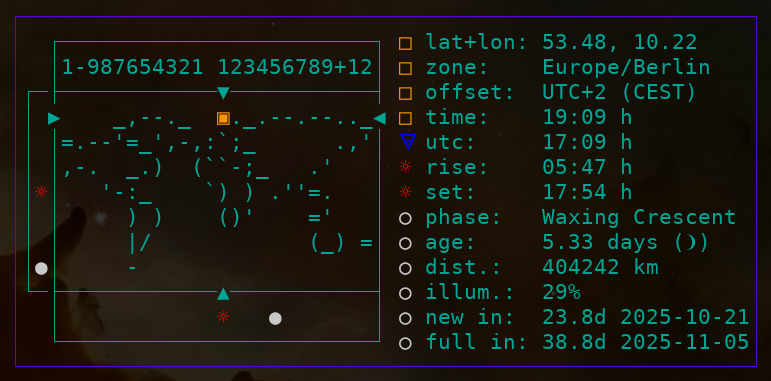 1-987654321 123456789+12
lat+lon: 53.48, 10.22
zone: Europe/Berlin
offset: UTC+2 (CEST)
time: 19:09 h
utc: 17:09 h
rise: 05:47 h
set: 17:54 h
phase: Waxing Crescent
age: 5.33 days (❩)
dist.: 404242 km
illum.: 29%
new in: 23.8d 2025-10-21
full in: 38.8d 2025-11-05